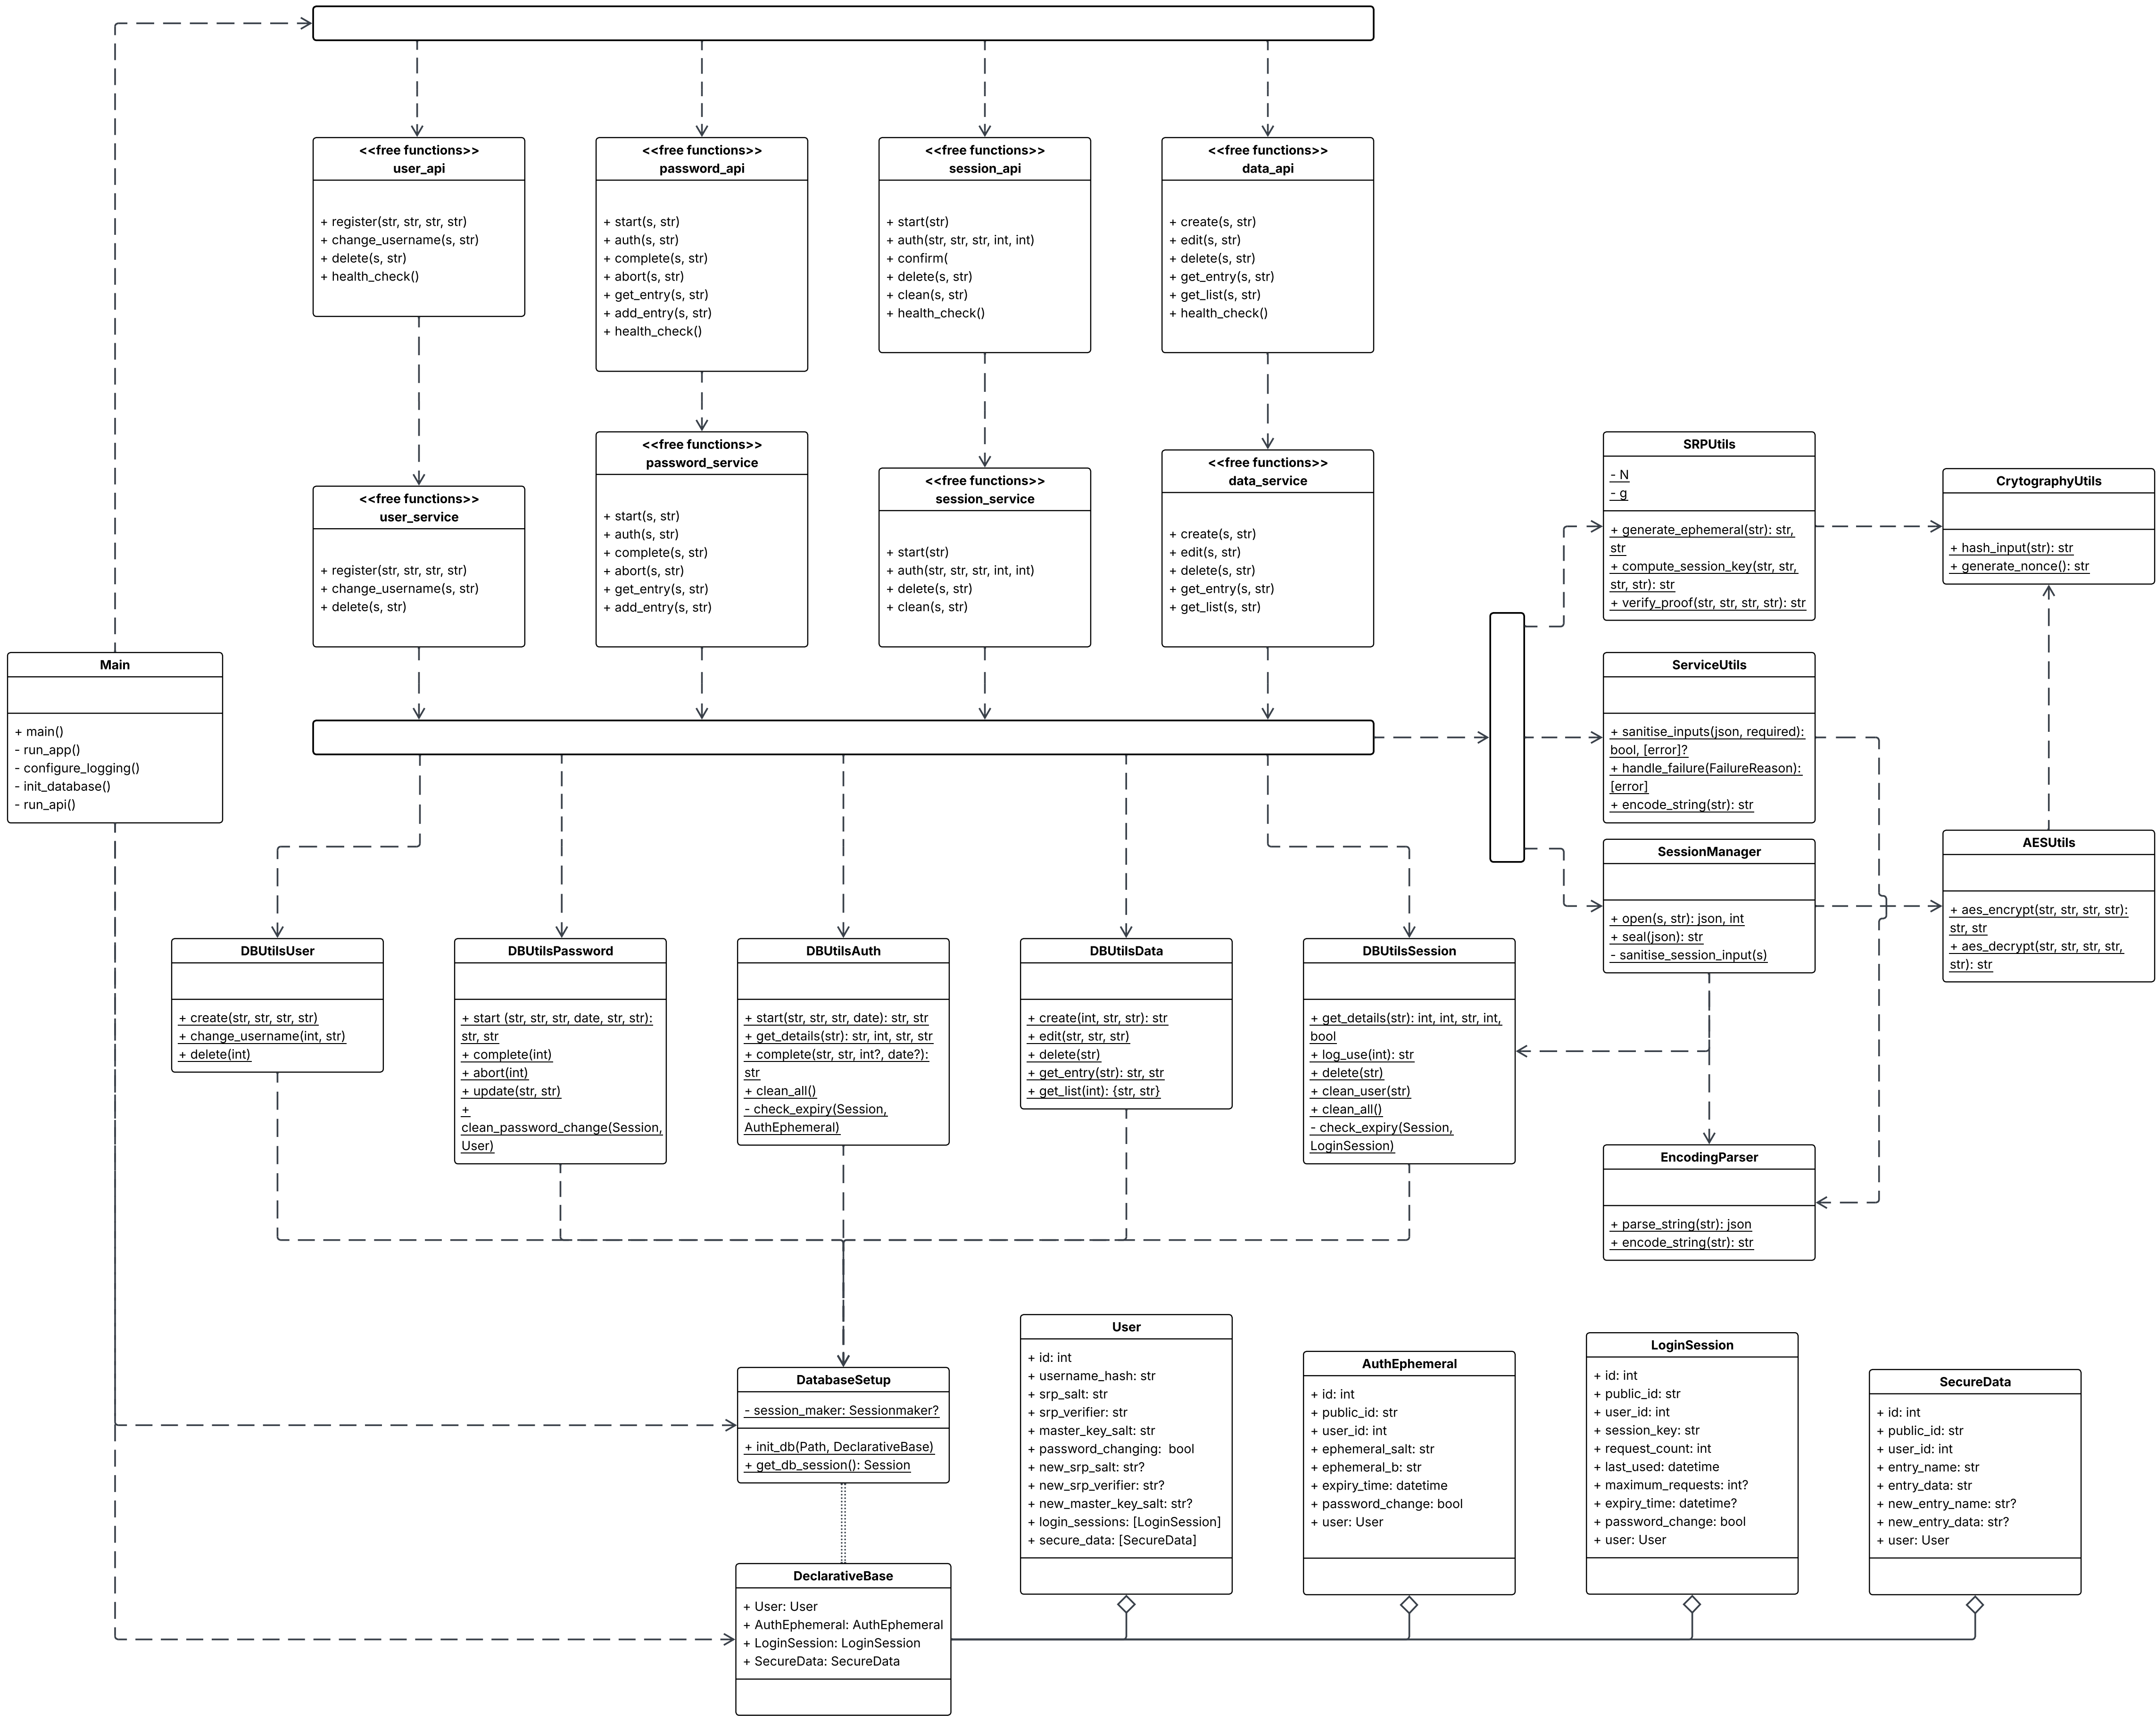 <<free functions>>
user_api
+ register(str, str, str, str)
+ change_username(s, str)
+ delete(s, str)
+ health_check()
<<free functions>>
password_api
+ start(s, str)
+ auth(s, str)
+ complete(s, str)
+ abort(s, str)
+ get_entry(s, str)
+ add_entry(s, str)
+ health_check()
<<free functions>>
session_api
+ start(str)
+ auth(str, str, str, int, int)
+ confirm(
+ delete(s, str)
+ clean(s, str)
+ health_check()
<<free functions>>
data_api
+ create(s, str)
+ edit(s, str)
+ delete(s, str)
+ get_entry(s, str)
+ get_list(s, str)
+ health_check()
<<free functions>>
user_service
+ register(str, str, str, str)
+ change_username(s, str)
+ delete(s, str)
<<free functions>>
password_service
+ start(s, str)
+ auth(s, str)
+ complete(s, str)
+ abort(s, str)
+ get_entry(s, str)
+ add_entry(s, str)
<<free functions>>
session_service
+ start(str)
+ auth(str, str, str, int, int)
+ delete(s, str)
+ clean(s, str)
<<free functions>>
data_service
+ create(s, str)
+ edit(s, str)
+ delete(s, str)
+ get_entry(s, str)
+ get_list(s, str)
SRPUtils
- N
- g
+ generate_ephemeral(str): str,
str
+ compute_session_key(str, str,
str, str): str
+ verify_proof(str, str, str, str): str
CrytographyUtils
+ hash_input(str): str
+ generate_nonce(): str
Main
+ main()
- run_app()
- configure_logging()
- init_database()
- run_api()
ServiceUtils
+ sanitise_inputs(json, required):
bool, [error]?
+ handle_failure(FailureReason):
[error]
+ encode_string(str): str
SessionManager
+ open(s, str): json, int
+ seal(json): str
- sanitise_session_input(s)
AESUtils
+ aes_encrypt(str, str, str, str):
str, str
+ aes_decrypt(str, str, str, str,
str): str
DBUtilsUser
+ create(str, str, str, str)
+ change_username(int, str)
+ delete(int)
DBUtilsPassword
+ start (str, str, str, date, str, str):
str, str
+ complete(int)
+ abort(int)
+ update(str, str)
+
clean_password_change(Session,
User)
DBUtilsAuth
+ start(str, str, str, date): str, str
+ get_details(str): str, int, str, str
+ complete(str, str, int?, date?):
str
+ clean_all()
- check_expiry(Session,
AuthEphemeral)
DBUtilsData
+ create(int, str, str): str
+ edit(str, str, str)
+ delete(str)
+ get_entry(str): str, str
+ get_list(int): {str, str}
DBUtilsSession
+ get_details(str): int, int, str, int,
bool
+ log_use(int): str
+ delete(str)
+ clean_user(str)
+ clean_all()
- check_expiry(Session,
LoginSession)
EncodingParser
+ parse_string(str): json
+ encode_string(str): str
DatabaseSetup
- session_maker: Sessionmaker?
+ init_db(Path, DeclarativeBase)
+ get_db_session(): Session
User
+ id: int
+ username_hash: str
+ srp_salt: str
+ srp_verifier: str
+ master_key_salt: str
+ password_changing:  bool
+ new_srp_salt: str?
+ new_srp_verifier: str?
+ new_master_key_salt: str?
+ login_sessions: [LoginSession]
+ secure_data: [SecureData]
AuthEphemeral
+ id: int
+ public_id: str
+ user_id: int
+ ephemeral_salt: str
+ ephemeral_b: str
+ expiry_time: datetime
+ password_change: bool
+ user: User
LoginSession
+ id: int
+ public_id: str
+ user_id: int
+ session_key: str
+ request_count: int
+ last_used: datetime
+ maximum_requests: int?
+ expiry_time: datetime?
+ password_change: bool
+ user: User
SecureData
+ id: int
+ public_id: str
+ user_id: int
+ entry_name: str
+ entry_data: str
+ new_entry_name: str?
+ new_entry_data: str?
+ user: User
DeclarativeBase
+ User: User
+ AuthEphemeral: AuthEphemeral
+ LoginSession: LoginSession
+ SecureData: SecureData